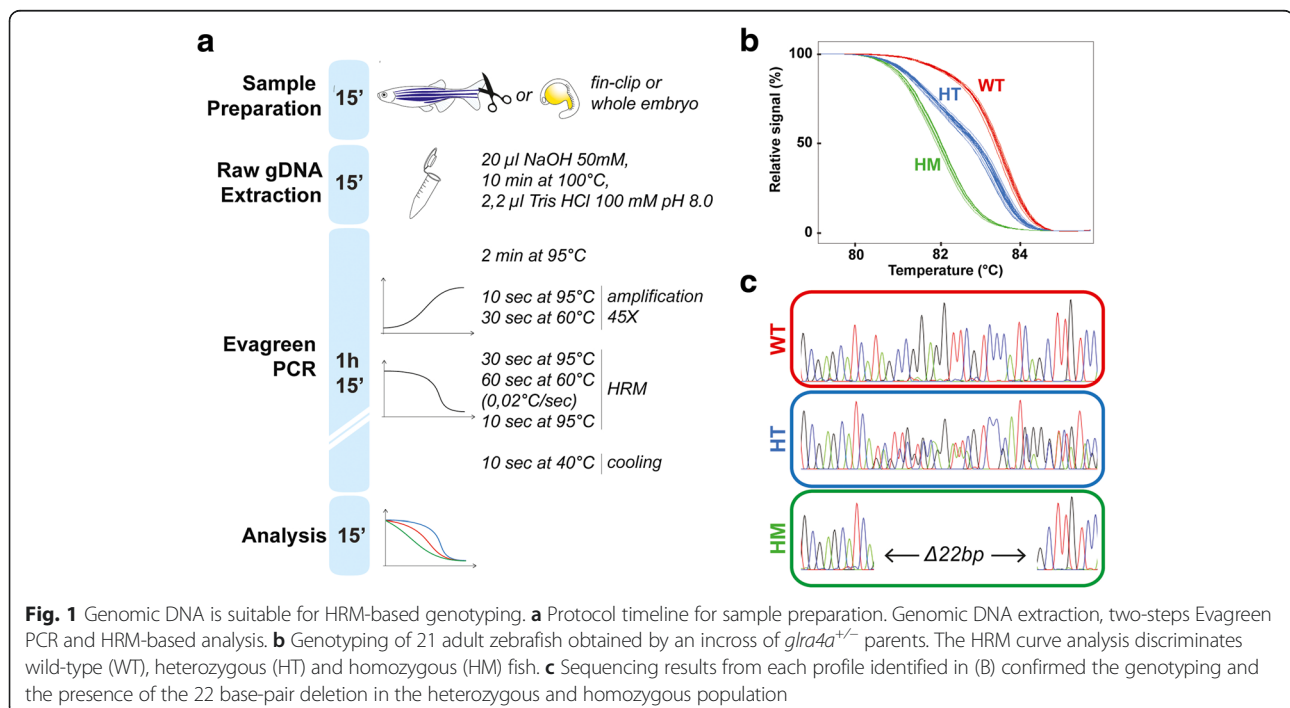 a
Sample Preparation
15'
or
fin-clip or
whole embryo
Raw gDNA Extraction
15'
20 µl NaOH 50mM,
10 min at 100°C,
2,2 µl Tris HCl 100 mM pH 8.0
Evagreen PCR
1h 15'
2 min at 95°C
10 sec at 95°C
30 sec at 60°C
amplification
45X
30 sec at 95°C
60 sec at 60°C
(0,02°C/sec)
10 sec at 95°C
HRM
10 sec at 40°C
cooling
Analysis
15'
b
Relative signal (%)
100
50
0
WT
HT
HM
80
82
84
Temperature (°C)
c
WT
HT
HM
Δ22bp
Fig. 1 Genomic DNA is suitable for HRM-based genotyping. a Protocol timeline for sample preparation. Genomic DNA extraction, two-steps Evagreen
PCR and HRM-based analysis. b Genotyping of 21 adult zebrafish obtained by an incross of glra4a+/− parents. The HRM curve analysis discriminates
wild-type (WT), heterozygous (HT) and homozygous (HM) fish. c Sequencing results from each profile identified in (B) confirmed the genotyping and
the presence of the 22 base-pair deletion in the heterozygous and homozygous population